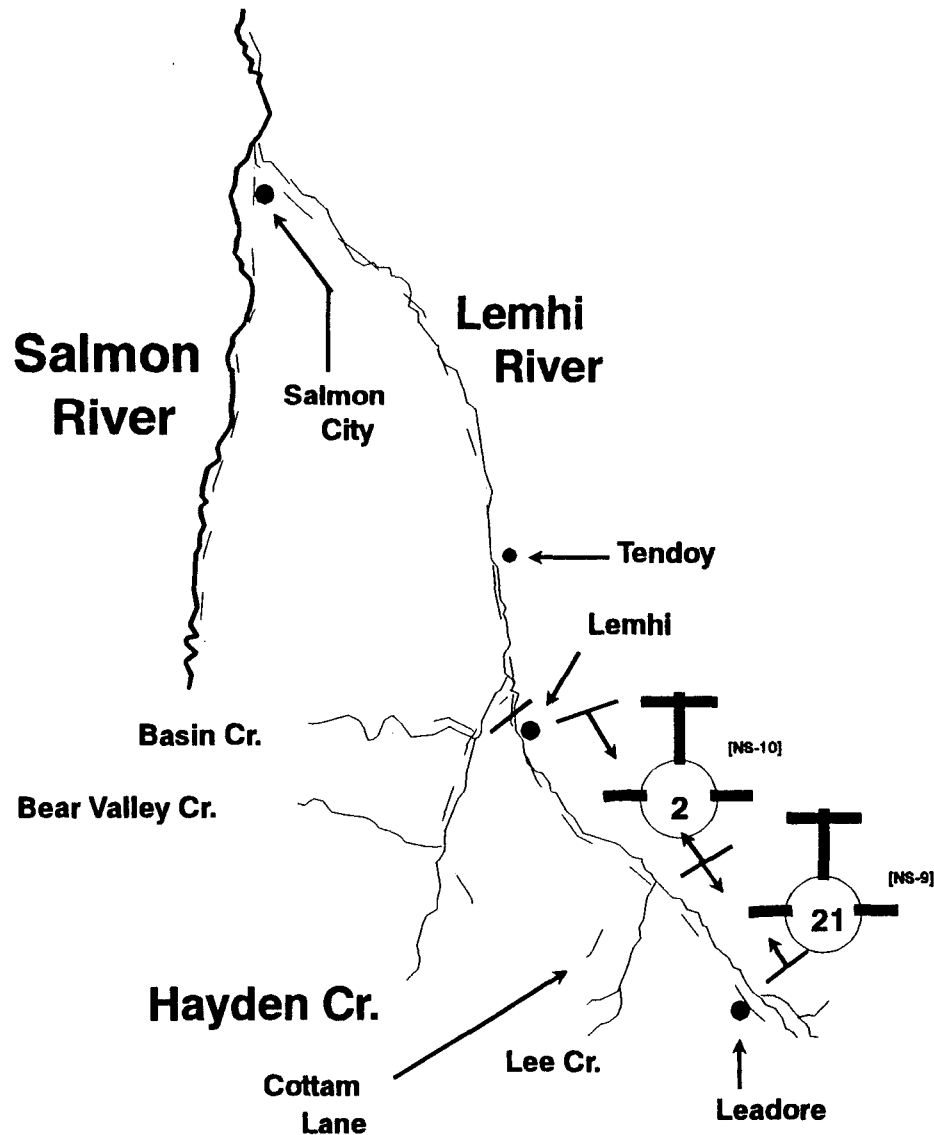 Salmon
River
Lemhi
River
Salmon
City
Tendoy
Lemhi
Basin Cr.
[NS-10]
2
Bear Valley Cr.
[NS-9]
21
Hayden Cr.
Cottam
Lane
Lee Cr.
Leadore